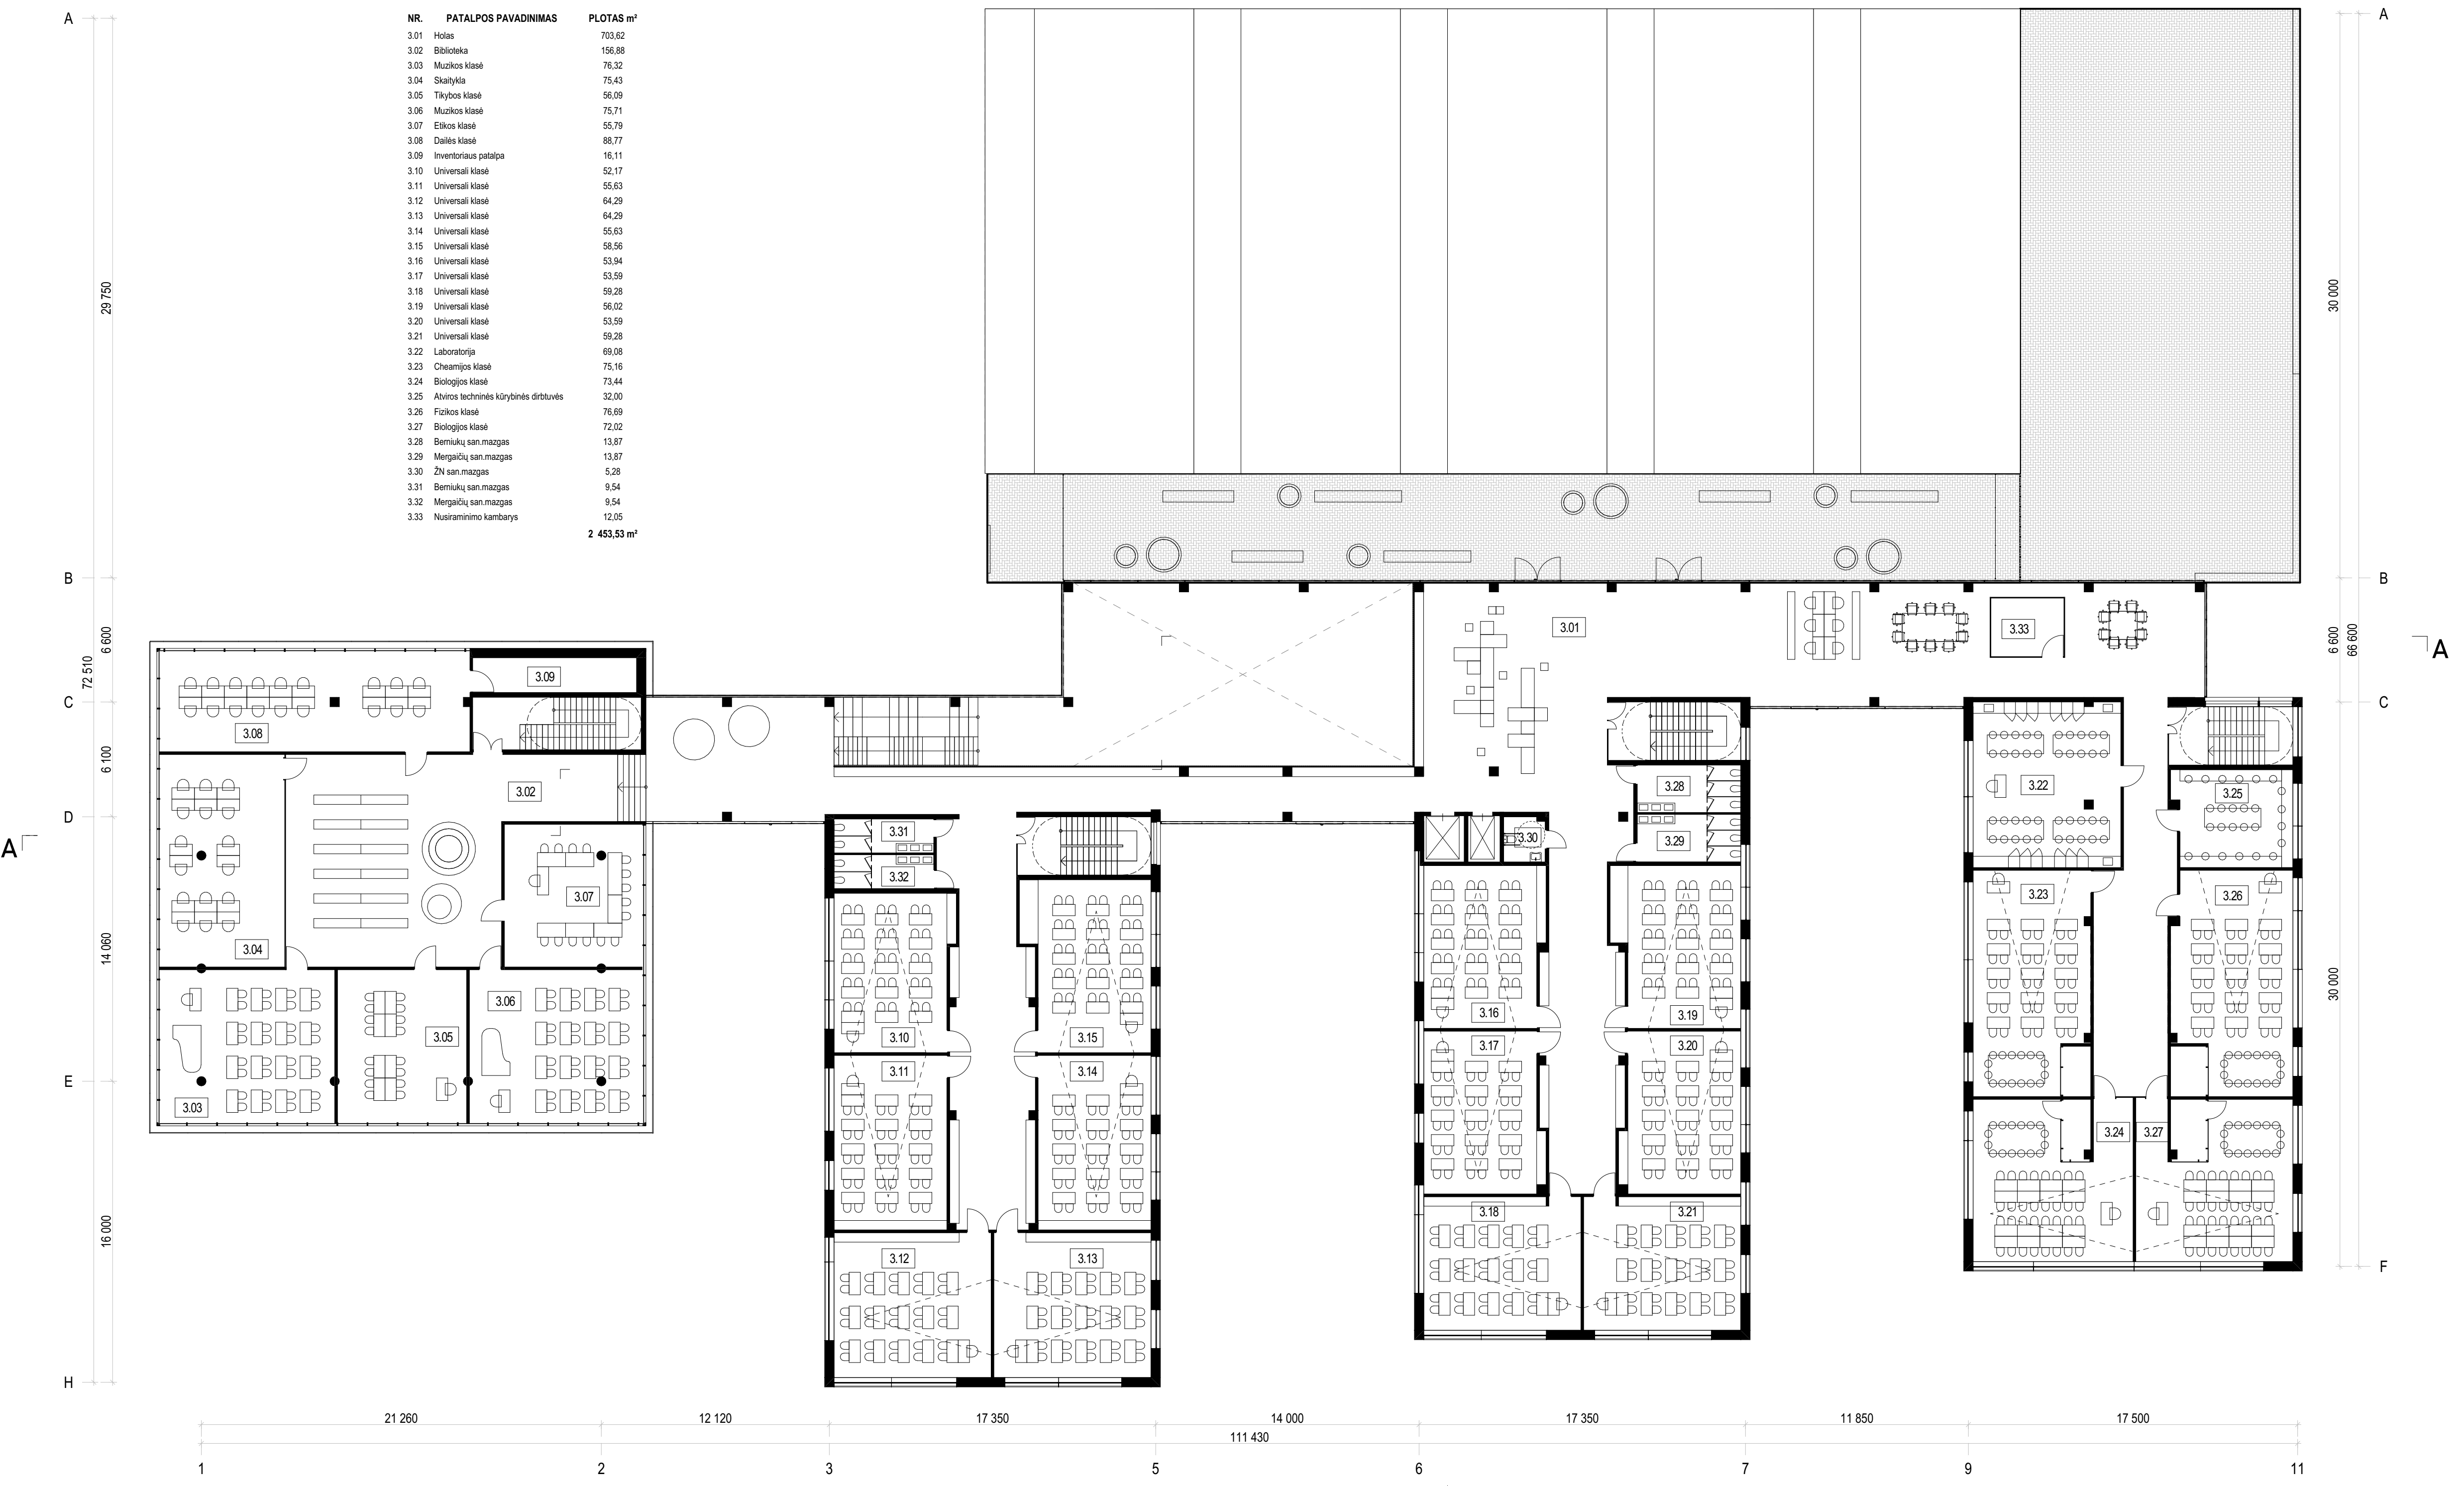 NR. PATALPOS PAVADINIMAS PLOTAS m²
3.01 Holas 703,62
3.02 Biblioteka 156,88
3.03 Muzikos klasė 76,32
3.04 Skaitykla 75,43
3.05 Tikybos klasė 56,09
3.06 Muzikos klasė 75,71
3.07 Etikos klasė 55,79
3.08 Dailės klasė 88,77
3.09 Inventoriaus patalpa 16,11
3.10 Universali klasė 52,17
3.11 Universali klasė 55,63
3.12 Universali klasė 64,29
3.13 Universali klasė 64,29
3.14 Universali klasė 55,63
3.15 Universali klasė 58,56
3.16 Universali klasė 53,94
3.17 Universali klasė 53,59
3.18 Universali klasė 59,28
3.19 Universali klasė 56,02
3.20 Universali klasė 53,59
3.21 Universali klasė 59,28
3.22 Laboratorija 69,08
3.23 Cheamijos klasė 75,16
3.24 Biologijos klasė 73,44
3.25 Atviros techninės kūrybinės dirbtuvės 32,00
3.26 Fizikos klasė 76,69
3.27 Biologijos klasė 72,02
3.28 Berniukų san.mazgas 13,87
3.29 Mergaičių san.mazgas 13,87
3.30 ŽN san.mazgas 5,28
3.31 Berniukų san.mazgas 9,54
3.32 Mergaičių san.mazgas 9,54
3.33 Nusiraminimo kambarys 12,05
2 453,53 m²
A
A
29 750
30 000
B
B
6 600
72 510
6 600
66 600
A
C
C
6 100
D
A
14 060
30 000
E
16 000
F
H
3.01
3.33
3.09
3.08
3.02
3.28
3.22
3.25
3.31
3.30
3.29
3.32
3.07
3.04
3.23
3.26
3.06
3.05
3.10
3.15
3.16
3.19
3.17
3.20
3.11
3.14
3.03
3.24
3.27
3.18
3.21
3.12
3.13
21 260
12 120
17 350
14 000
17 350
11 850
17 500
111 430
1
2
3
5
6
7
9
11